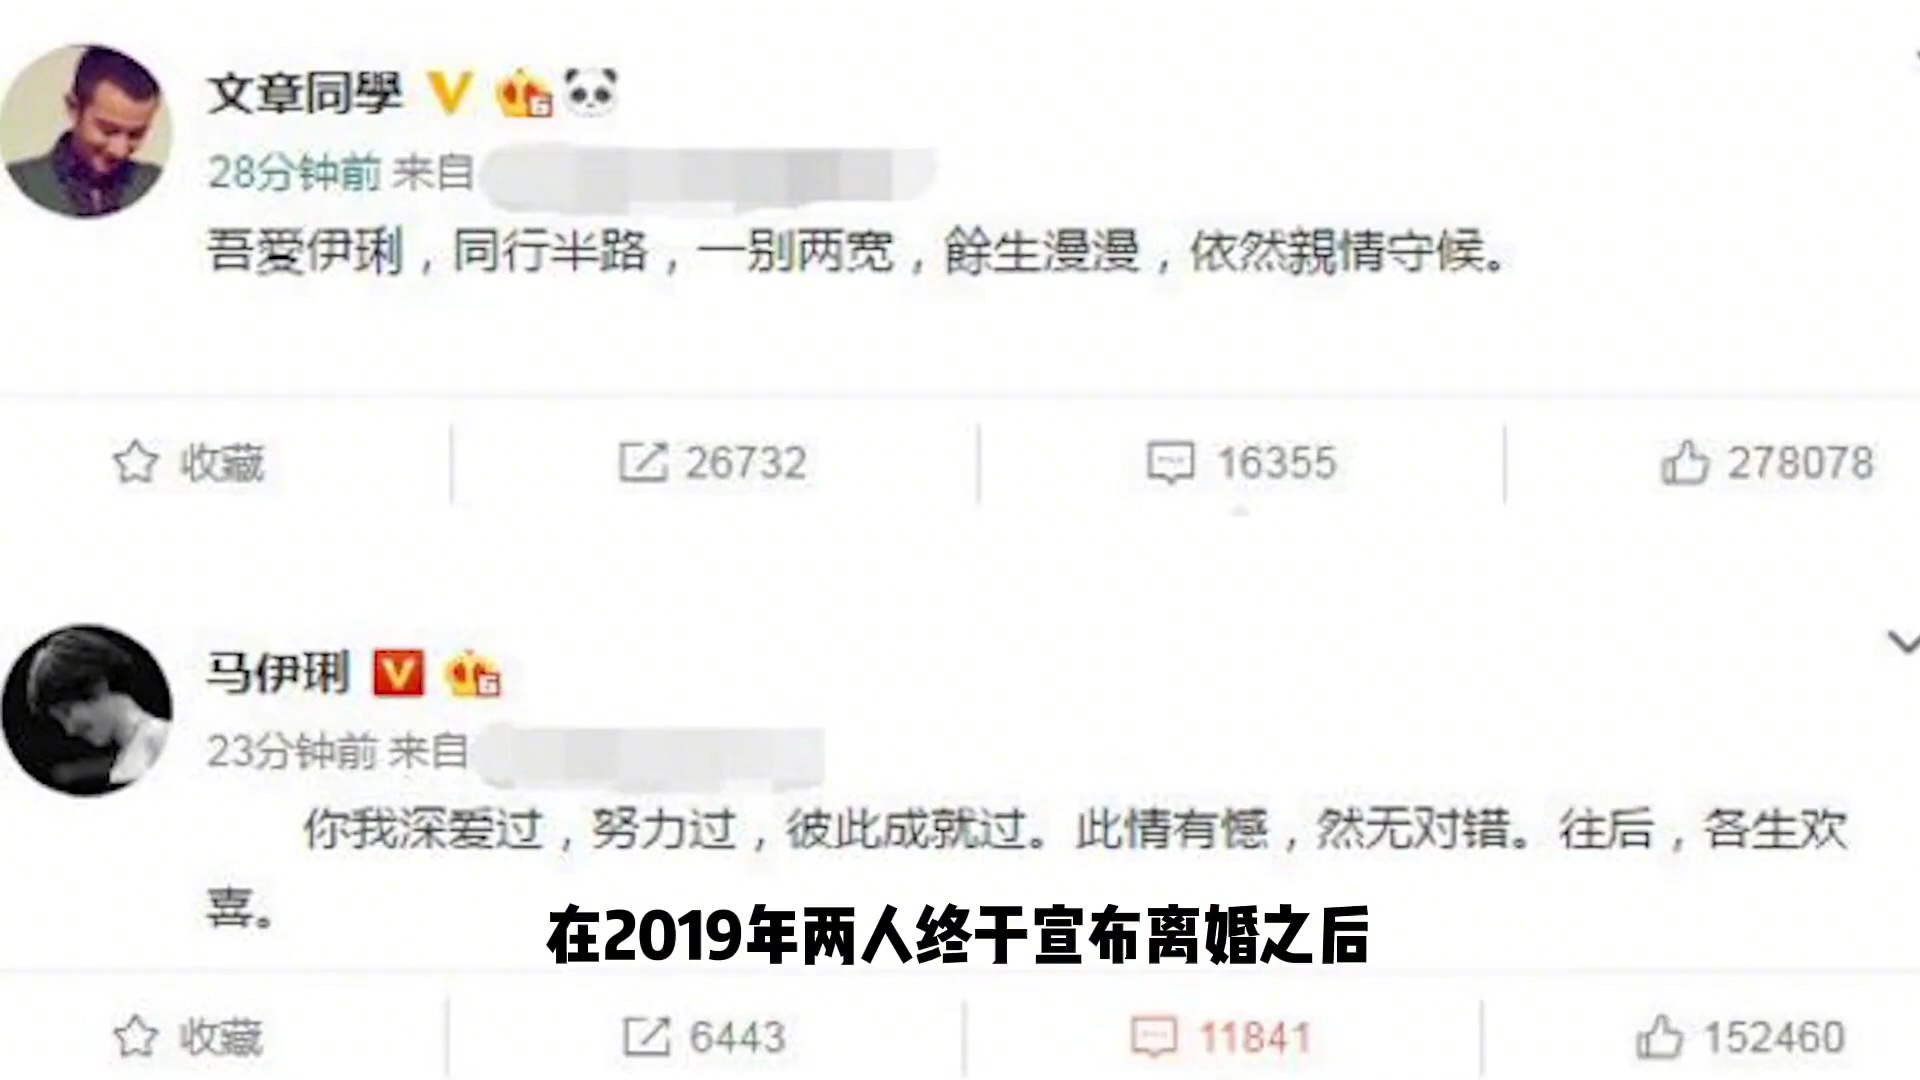 文章同學
28分钟前 来自
吾愛伊琍，同行半路，一别两宽，餘生漫漫，依然親情守候。
收藏 26732 16355 278078
马伊琍
23分钟前 来自
你我深爱过，努力过，彼此成就过。此情有憾，然无对错。往后，各生欢
喜。
在2019年两人终于宣布离婚之后
收藏 6443 11841 152460